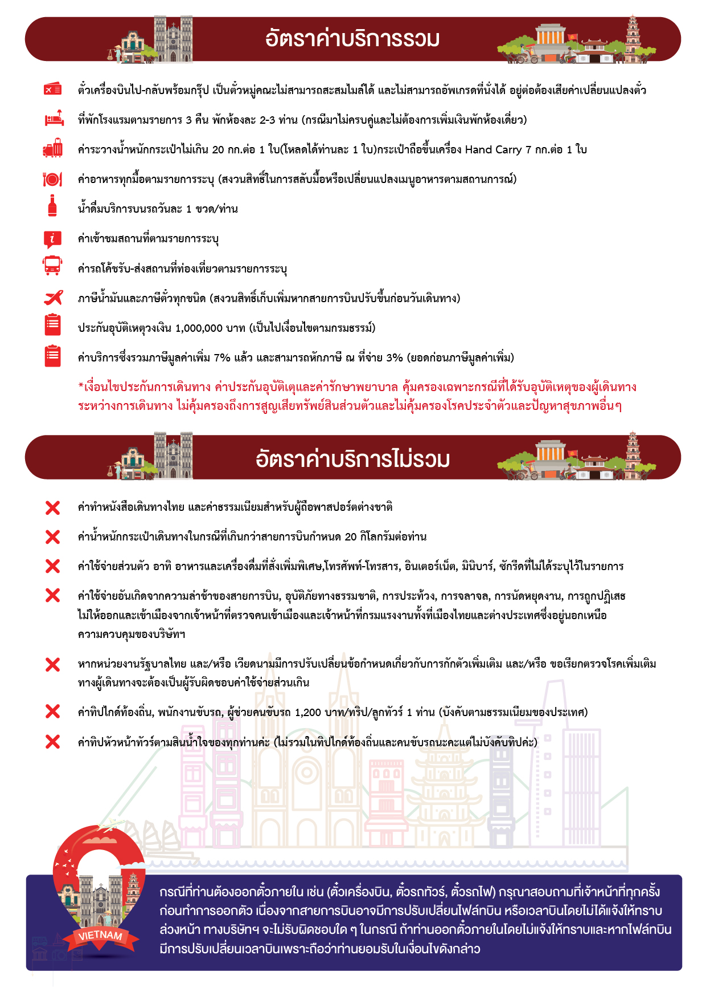 อัตราค่าบริการรวม
ตั๋วเครื่องบินไป-กลับพร้อมกรุ๊ป เป็นตั๋วหมู่คณะไม่สามารถสะสมไมล์ได้ และไม่สามารถอัพเกรดที่นั่งได้ อยู่ต่อต้องเสียค่าเปลี่ยนแปลงตั๋ว
ที่พักโรงแรมตามรายการ 3 คืน พักห้องละ 2-3 ท่าน (กรณีมาไม่ครบคู่และไม่ต้องการเพิ่มเงินพักห้องเดี่ยว)
ค่าระวางน้ำหนักกระเป๋าไม่เกิน 20 กก.ต่อ 1 ใบ(โหลดได้ท่านละ 1 ใบ)กระเป๋าถือขึ้นเครื่อง Hand Carry 7 กก.ต่อ 1 ใบ
ค่าอาหารทุกมื้อตามรายการระบุ (สงวนสิทธิ์ในการสลับมื้อหรือเปลี่ยนแปลงเมนูอาหารตามสถานการณ์)
น้ำดื่มบริการบนรถวันละ 1 ขวด/ท่าน
ค่าเข้าชมสถานที่ตามรายการระบุ
ค่ารถโค้ชรับ-ส่งสถานที่ท่องเที่ยวตามรายการระบุ
ภาษีน้ำมันและภาษีตั๋วทุกชนิด (สงวนสิทธิ์เก็บเพิ่มหากสายการบินปรับขึ้นก่อนวันเดินทาง)
ประกันอุบัติเหตุวงเงิน 1,000,000 บาท (เป็นไปเงื่อนไขตามกรมธรรม์)
ค่าบริการซึ่งรวมภาษีมูลค่าเพิ่ม 7% แล้ว และสามารถหักภาษี ณ ที่จ่าย 3% (ยอดก่อนภาษีมูลค่าเพิ่ม)
*เงื่อนไขประกันการเดินทาง ค่าประกันอุบัติเตุและค่ารักษาพยาบาล คุ้มครองเฉพาะกรณีที่ได้รับอุบัติเหตุของผู้เดินทาง
ระหว่างการเดินทาง ไม่คุ้มครองถึงการสูญเสียทรัพย์สินส่วนตัวและไม่คุ้มครองโรคประจำตัวและปัญหาสุขภาพอื่นๆ
อัตราค่าบริการไม่รวม
ค่าทำหนังสือเดินทางไทย และค่าธรรมเนียมสำหรับผู้ถือพาสปอร์ตต่างชาติ
ค่าน้ำหนักกระเป๋าเดินทางในกรณีที่เกินกว่าสายการบินกำหนด 20 กิโลกรัมต่อท่าน
ค่าใช้จ่ายส่วนตัว อาทิ อาหารและเครื่องดื่มที่สั่งเพิ่มพิเศษ,โทรศัพท์-โทรสาร, อินเตอร์เน็ต, มินิบาร์, ซักรีดที่ไม่ได้ระบุไว้ในรายการ
ค่าใช้จ่ายอันเกิดจากความล่าช้าของสายการบิน, อุบัติภัยทางธรรมชาติ, การประท้วง, การจลาจล, การนัดหยุดงาน, การถูกปฏิเสธ
ไม่ให้ออกและเข้าเมืองจากเจ้าหน้าที่ตรวจคนเข้าเมืองและเจ้าหน้าที่กรมแรงงานทั้งที่เมืองไทยและต่างประเทศซึ่งอยู่นอกเหนือ
ความควบคุมของบริษัทฯ
หากหน่วยงานรัฐบาลไทย และ/หรือ เวียดนามมีการปรับเปลี่ยนข้อกำหนดเกี่ยวกับการกักตัวเพิ่มเติม และ/หรือ ขอเรียกตรวจโรคเพิ่มเติม
ทางผู้เดินทางจะต้องเป็นผู้รับผิดชอบค่าใช้จ่ายส่วนเกิน
ค่าทิปไกด์ท้องถิ่น, พนักงานขับรถ, ผู้ช่วยคนขับรถ 1,200 บาท/ทริป/ลูกทัวร์ 1 ท่าน (บังคับตามธรรมเนียมของประเทศ)
ค่าทิปหัวหน้าทัวร์ตามสินน้ำใจของทุกท่านค่ะ (ไม่รวมในทิปไกด์ท้องถิ่นและคนขับรถนะคะแต่ไม่บังคับทิปค่ะ)
กรณีที่ท่านต้องออกตั๋วภายใน เช่น (ตั๋วเครื่องบิน, ตั๋วรถทัวร์, ตั๋วรถไฟ) กรุณาสอบถามที่เจ้าหน้าที่ทุกครั้ง
ก่อนทำการออกตัว เนื่องจากสายการบินอาจมีการปรับเปลี่ยนไฟล์ทบิน หรือเวลาบินโดยไม่ได้แจ้งให้ทราบ
ล่วงหน้า ทางบริษัทฯ จะไม่รับผิดชอบใด ๆ ในกรณี ถ้าท่านออกตั๋วภายในโดยไม่แจ้งให้ทราบและหากไฟล์ทบิน
มีการปรับเปลี่ยนเวลาบินเพราะถือว่าท่านยอมรับในเงื่อนไขดังกล่าว
VIETNAM